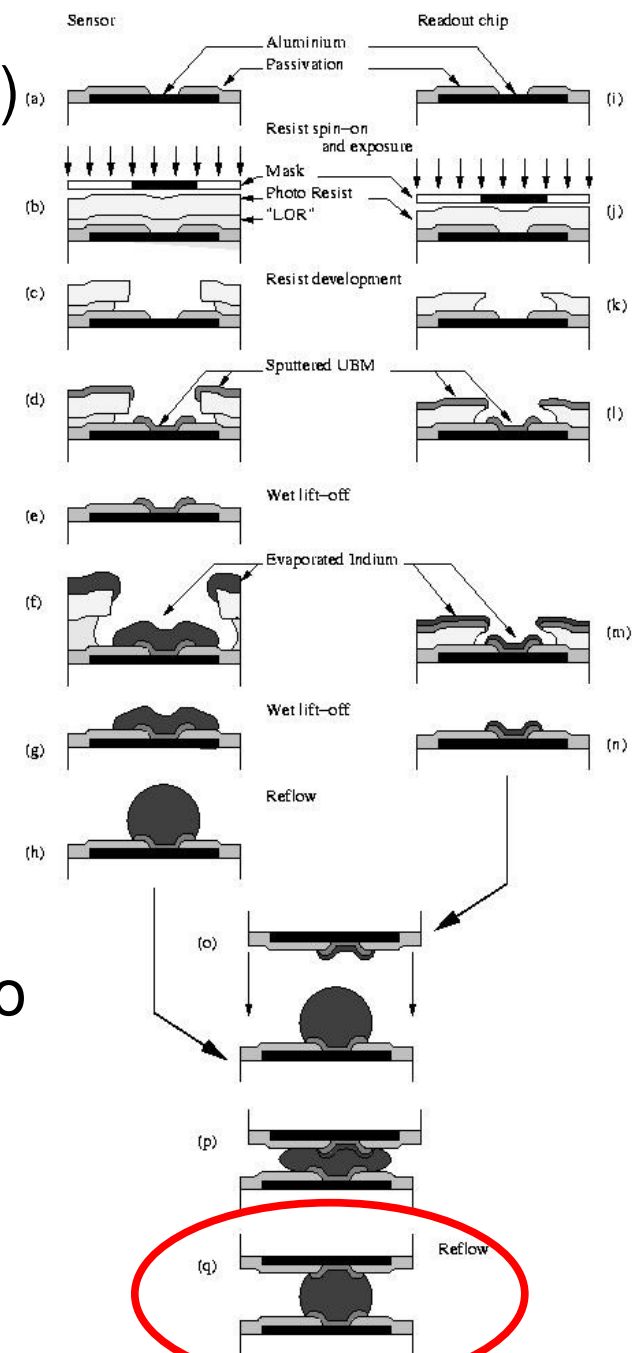 Sensor
Readout chip
Aluminium
Passivation
)
(a)
(i)
Resist spin-on
and exposure
Mask
Photo Resist
"LOR"
(b)
(j)
Resist development
(c)
(k)
Sputtered UBM
(d)
(l)
Wet lift-off
(e)
Evaporated Indium
(f)
(m)
Wet lift-off
(g)
(n)
Reflow
(h)
(o)
o
(p)
Reflow
(q)